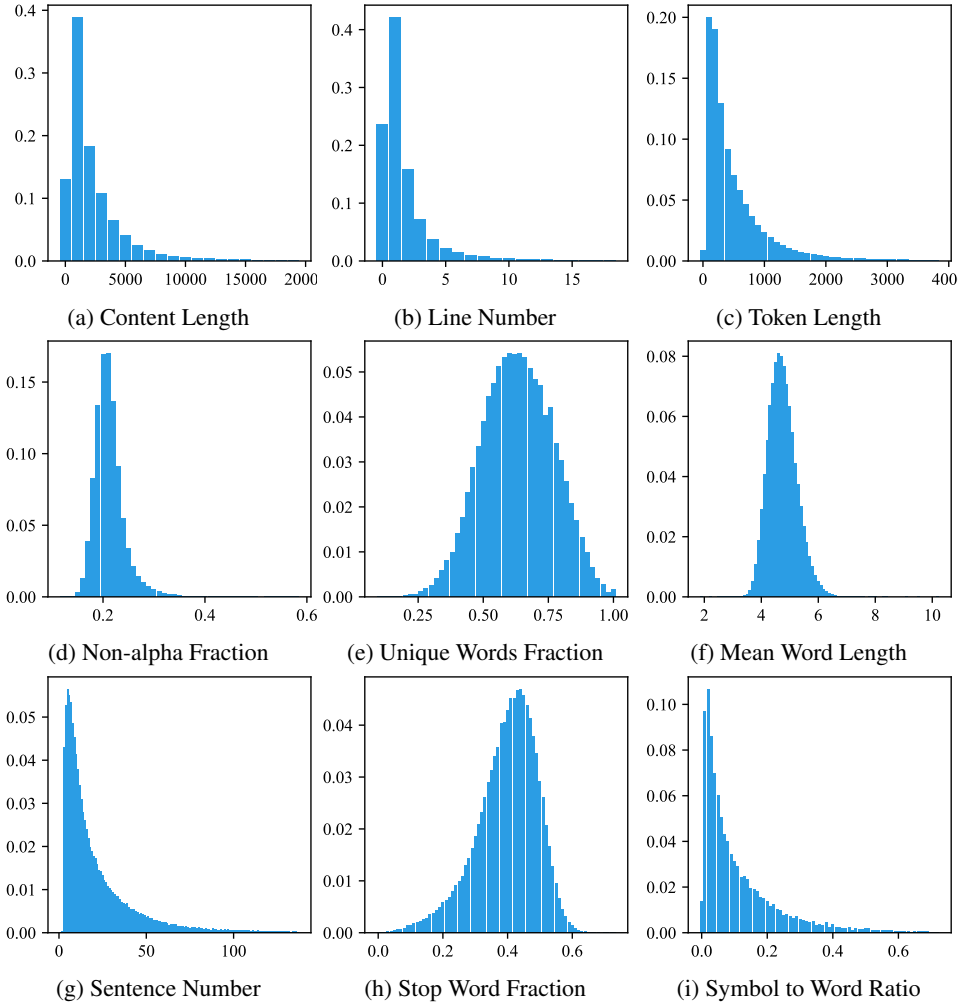 0.4
0.3
0.2
0.1
0.0
0 5000 10000 15000 2000
(a) Content Length
0.4
0.3
0.2
0.1
0.0
0 5 10 15
(b) Line Number
0.20
0.15
0.10
0.05
0.00
0 1000 2000 3000 400
(c) Token Length
0.15
0.10
0.05
0.00
0.2 0.4 0.6
(d) Non-alpha Fraction
0.05
0.04
0.03
0.02
0.01
0.00
0.25 0.50 0.75 1.00
(e) Unique Words Fraction
0.08
0.06
0.04
0.02
0.00
2 4 6 8 10
(f) Mean Word Length
0.05
0.04
0.03
0.02
0.01
0.00
0 50 100
(g) Sentence Number
0.04
0.03
0.02
0.01
0.00
0.0 0.2 0.4 0.6
(h) Stop Word Fraction
0.10
0.08
0.06
0.04
0.02
0.00
0.0 0.2 0.4 0.6
(i) Symbol to Word Ratio